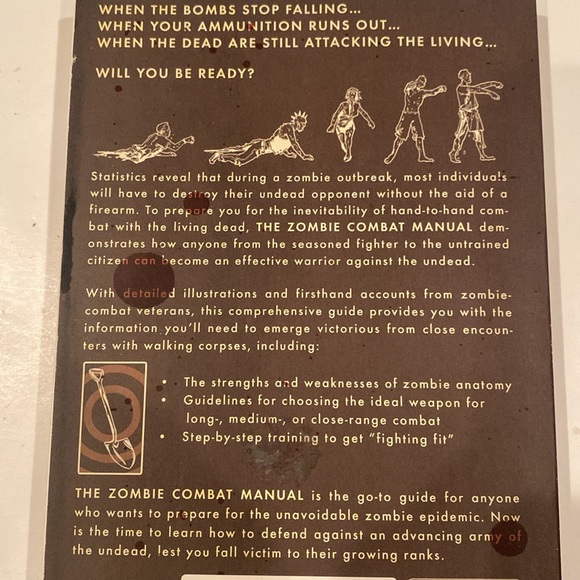 WHEN THE BOMBS STOP FALLING...
WHEN YOUR AMMUNITION RUNS OUT...
WHEN THE DEAD ARE STILL ATTACKING THE LIVING...
WILL YOU BE READY?
Statistics reveal that during a zombie outbreak, most individuals
will have to destroy their undead opponent without the aid of a
firearm. To prepare you for the inevitability of hand-to-hand com-
bat with the living dead, THE ZOMBIE COMBAT MANUAL dem-
onstrates how anyone from the seasoned fighter to the untrained
citizen can become an effective warrior against the undead.
With detailed illustrations and firsthand accounts from zombie-
combat veterans, this comprehensive guide provides you with the
information you'll need to emerge victorious from close encoun-
ters with walking corpses, including:
• The strengths and weaknesses of zombie anatomy
• Guidelines for choosing the ideal weapon for
long-, medium-, or close-range combat
• Step-by-step training to get "fighting fit"
THE ZOMBIE COMBAT MANUAL is the go-to guide for anyone
who wants to prepare for the unavoidable zombie epidemic. Now
is the time to learn how to defend against an advancing army of
the undead, lest you fall victim to their growing ranks.